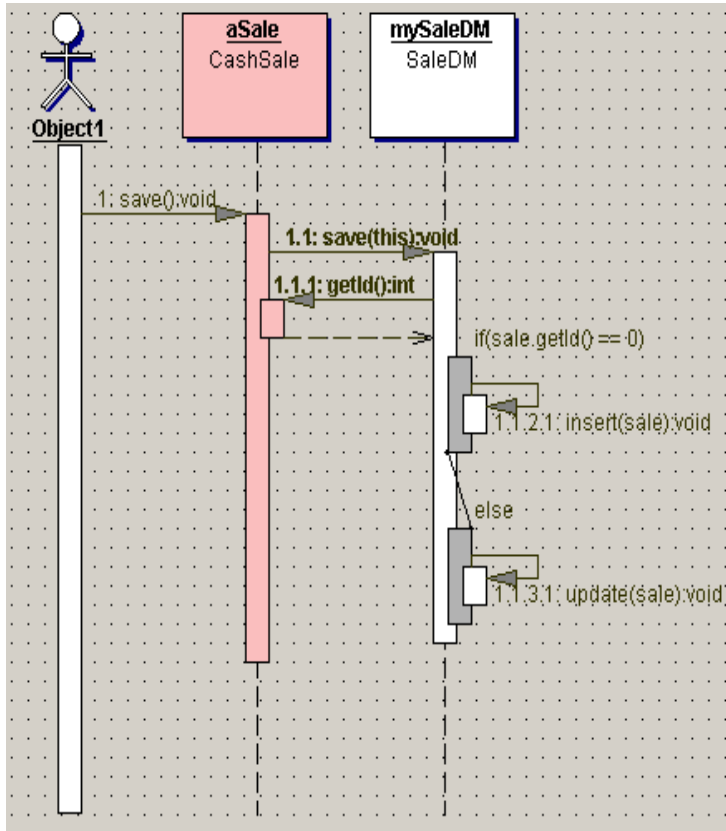 aSale
CashSale
mySaleDM
SaleDM
Object1
1: save():void
1.1: save(this):void
1.1.1: getId():int
if(sale.getId() == 0)
1.1.2.1: insert(sale):void
else
1.1.3.1: update(sale):void